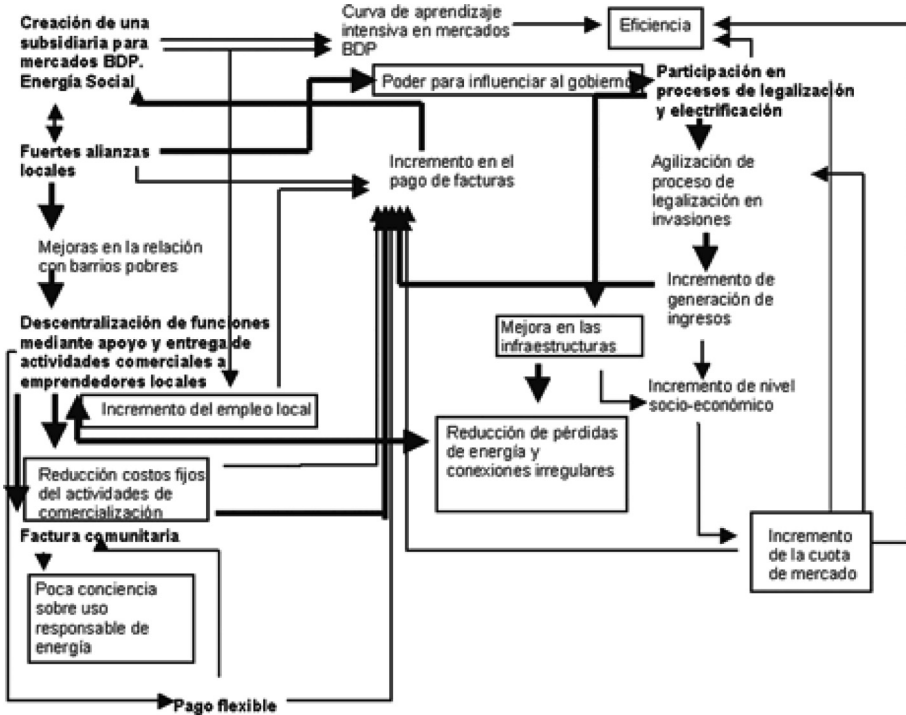 Creación de una
subsidiaria para
mercados BDP.
Energía Social
Curva de aprendizaje
intensiva en mercados
BDP
Eficiencia
Poder para influenciar al gobierno
Participación en
procesos de legalización
y electrificación
Fuertes alianzas
locales
Incremento en el
pago de facturas
Agilización de
proceso de
legalización en
invasiones
Mejoras en la relación
con barrios pobres
Incremento de
generación de
ingresos
Descentralización de funciones
mediante apoyo y entrega de
actividades comerciales a
emprendedores locales
Mejora en las
infraestructuras
Incremento de nivel
socio-económico
Incremento del empleo local
Reducción de pérdidas
de energía y
conexiones irregulares
Reducción costos fijos
del actividades de
comercialización
Factura comunitaria
Incremento
de la cuota
de mercado
Poca conciencia
sobre uso
responsable de
energía
Pago flexible